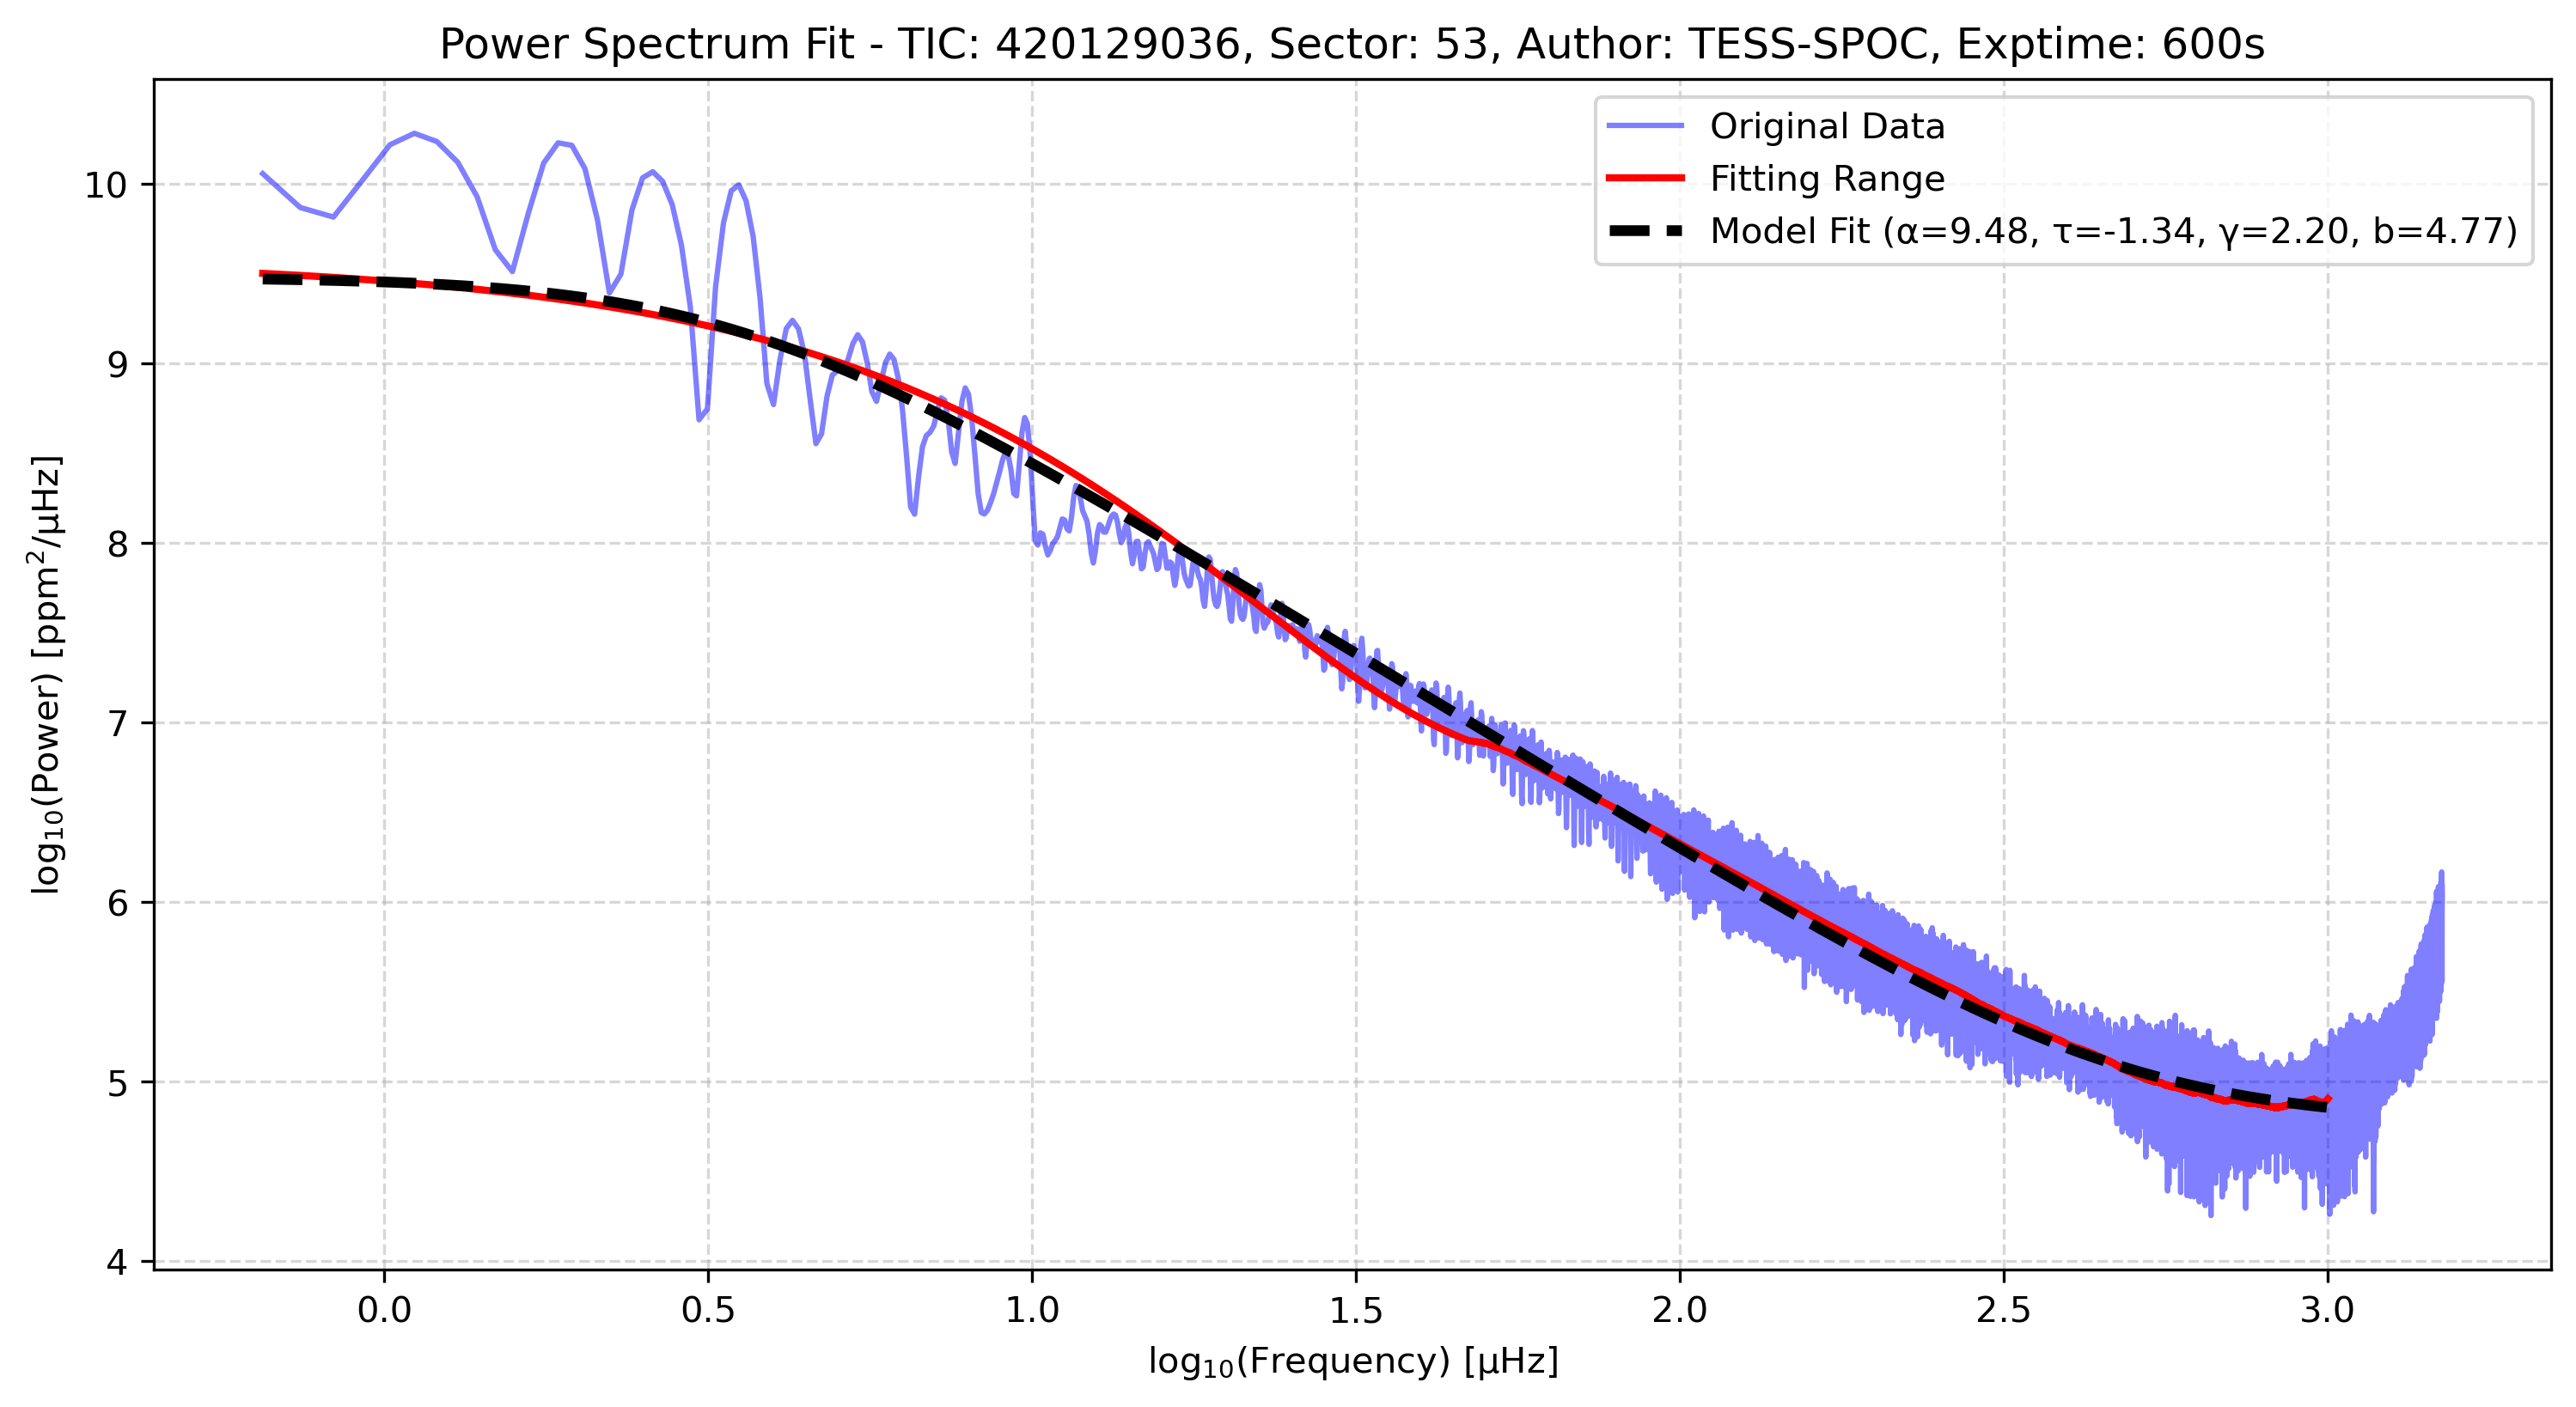 Power Spectrum Fit - TIC: 420129036, Sector: 53, Author: TESS-SPOC, Exptime: 600s
Original Data
Fitting Range
Model Fit (α=9.48, τ=-1.34, γ=2.20, b=4.77)
log₁₀(Power) [ppm²/μHz]
10
9
8
7
6
5
4
0.0 0.5 1.0 1.5 2.0 2.5 3.0
log₁₀(Frequency) [μHz]